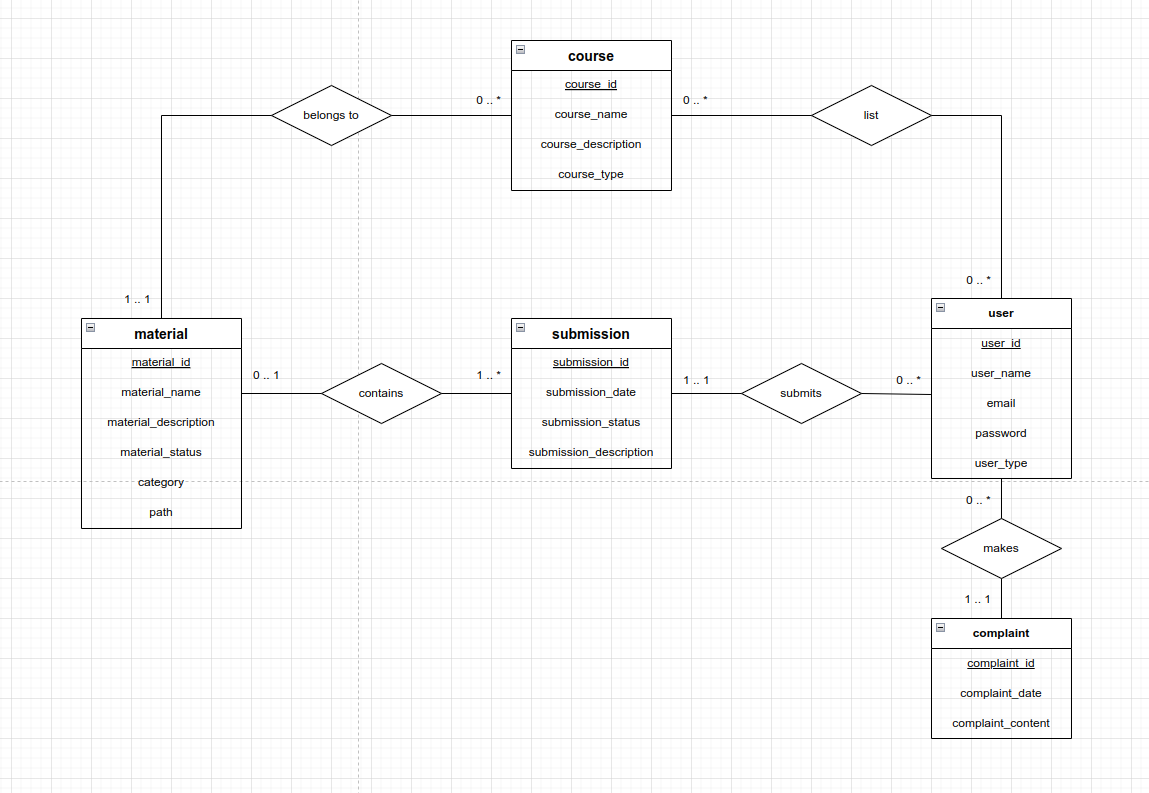 course
course_id
course_name
course_description
course_type
belongs to
0 .. *
0 .. *
list
1 .. 1
0 .. *
material
material_id
material_name
material_description
material_status
category
path
0 .. 1
contains
1 .. *
submission
submission_id
submission_date
submission_status
submission_description
1 .. 1
submits
0 .. *
user
user_id
user_name
email
password
user_type
0 .. *
makes
1 .. 1
complaint
complaint_id
complaint_date
complaint_content